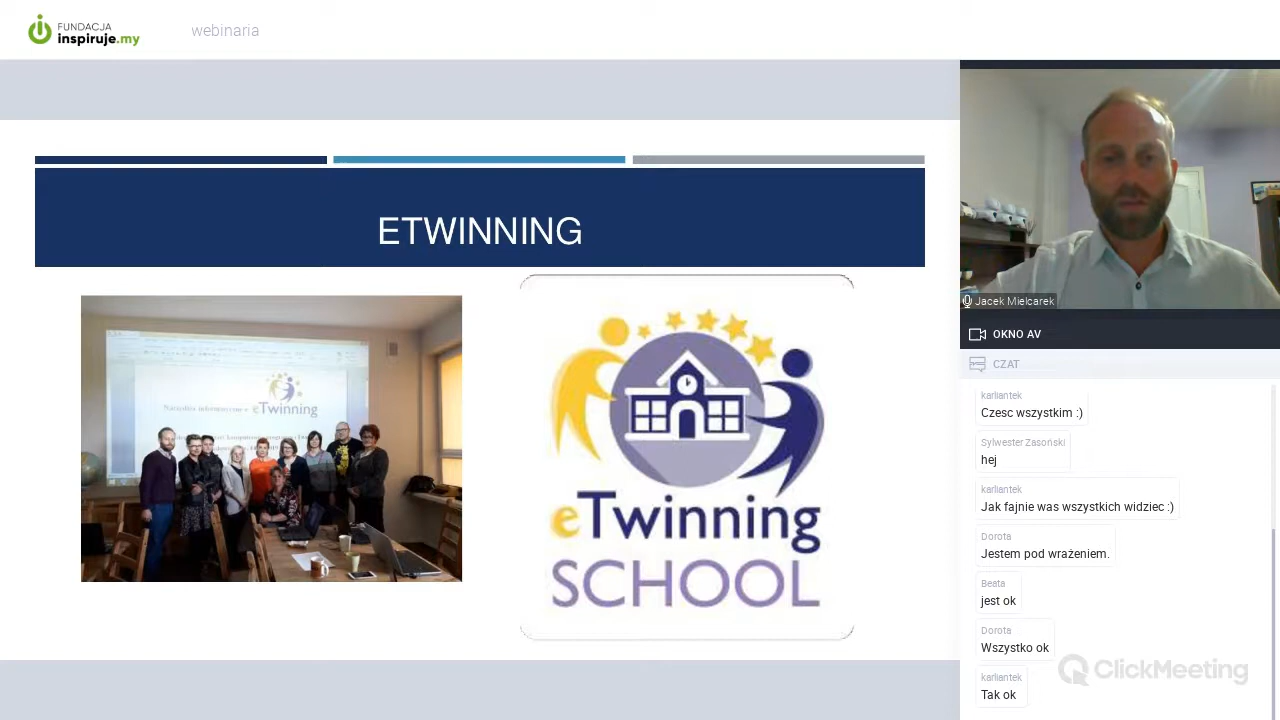 FUNDACJA
inspiruje.my
webinaria
ETWINNING
eTwinning
eTwinning
SCHOOL
Jacek Mielcarek
OKNO AV
CZAT
karliantek
Czesc wszystkim :)
Sylwester Zasoński
hej
karliantek
Jak fajnie was wszystkich widziec :)
Dorota
Jestem pod wrażeniem.
Beata
jest ok
Dorota
Wszystko ok
karliantek
Tak ok
ClickMeeting